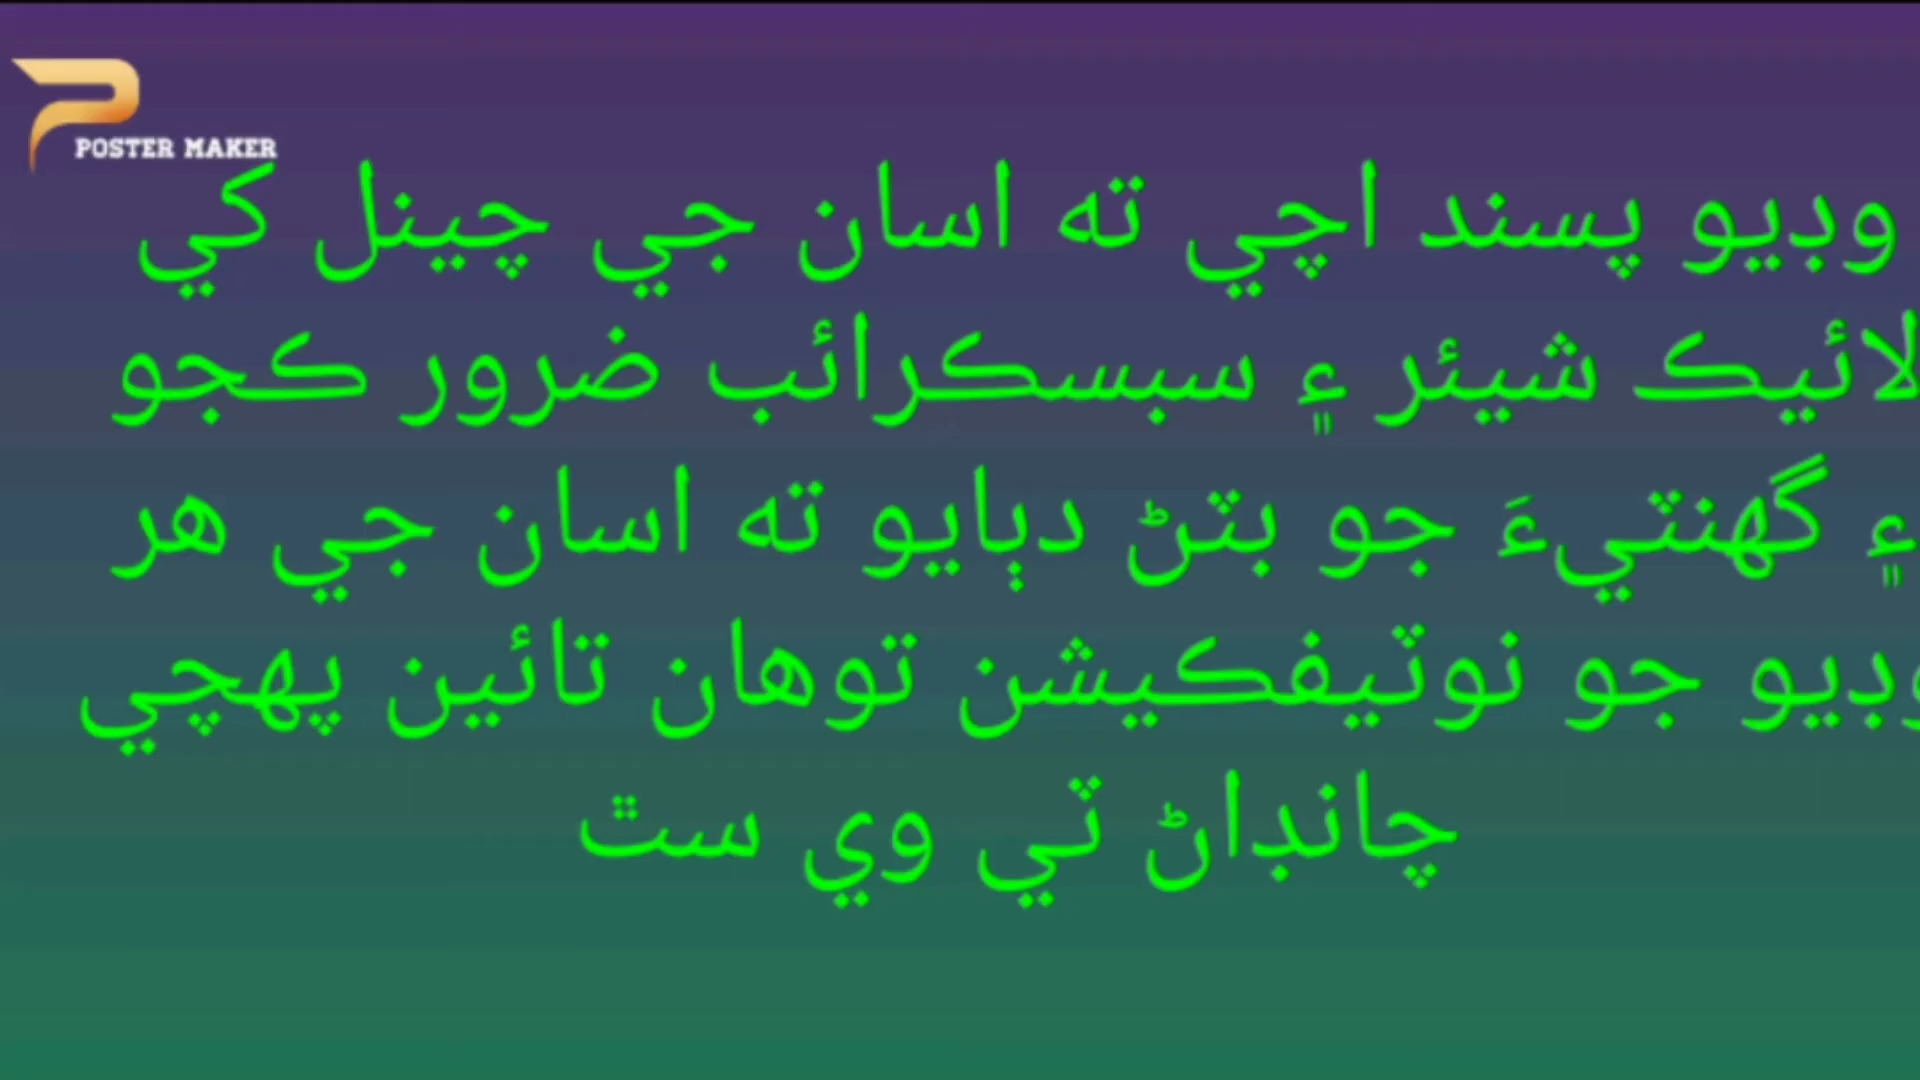 POSTER MAKER
وڊيو پسند اچي ته اسان جي چينل کي
لائيڪ شيئر ۽ سبسڪرائب ضرور ڪجو
۽ گهنٽيءَ جو بٽڻ دٻايو ته اسان جي هر
وڊيو جو نوٽيفڪيشن توهان تائين پهچي
چانڊاڻ ٽي وي سٿ